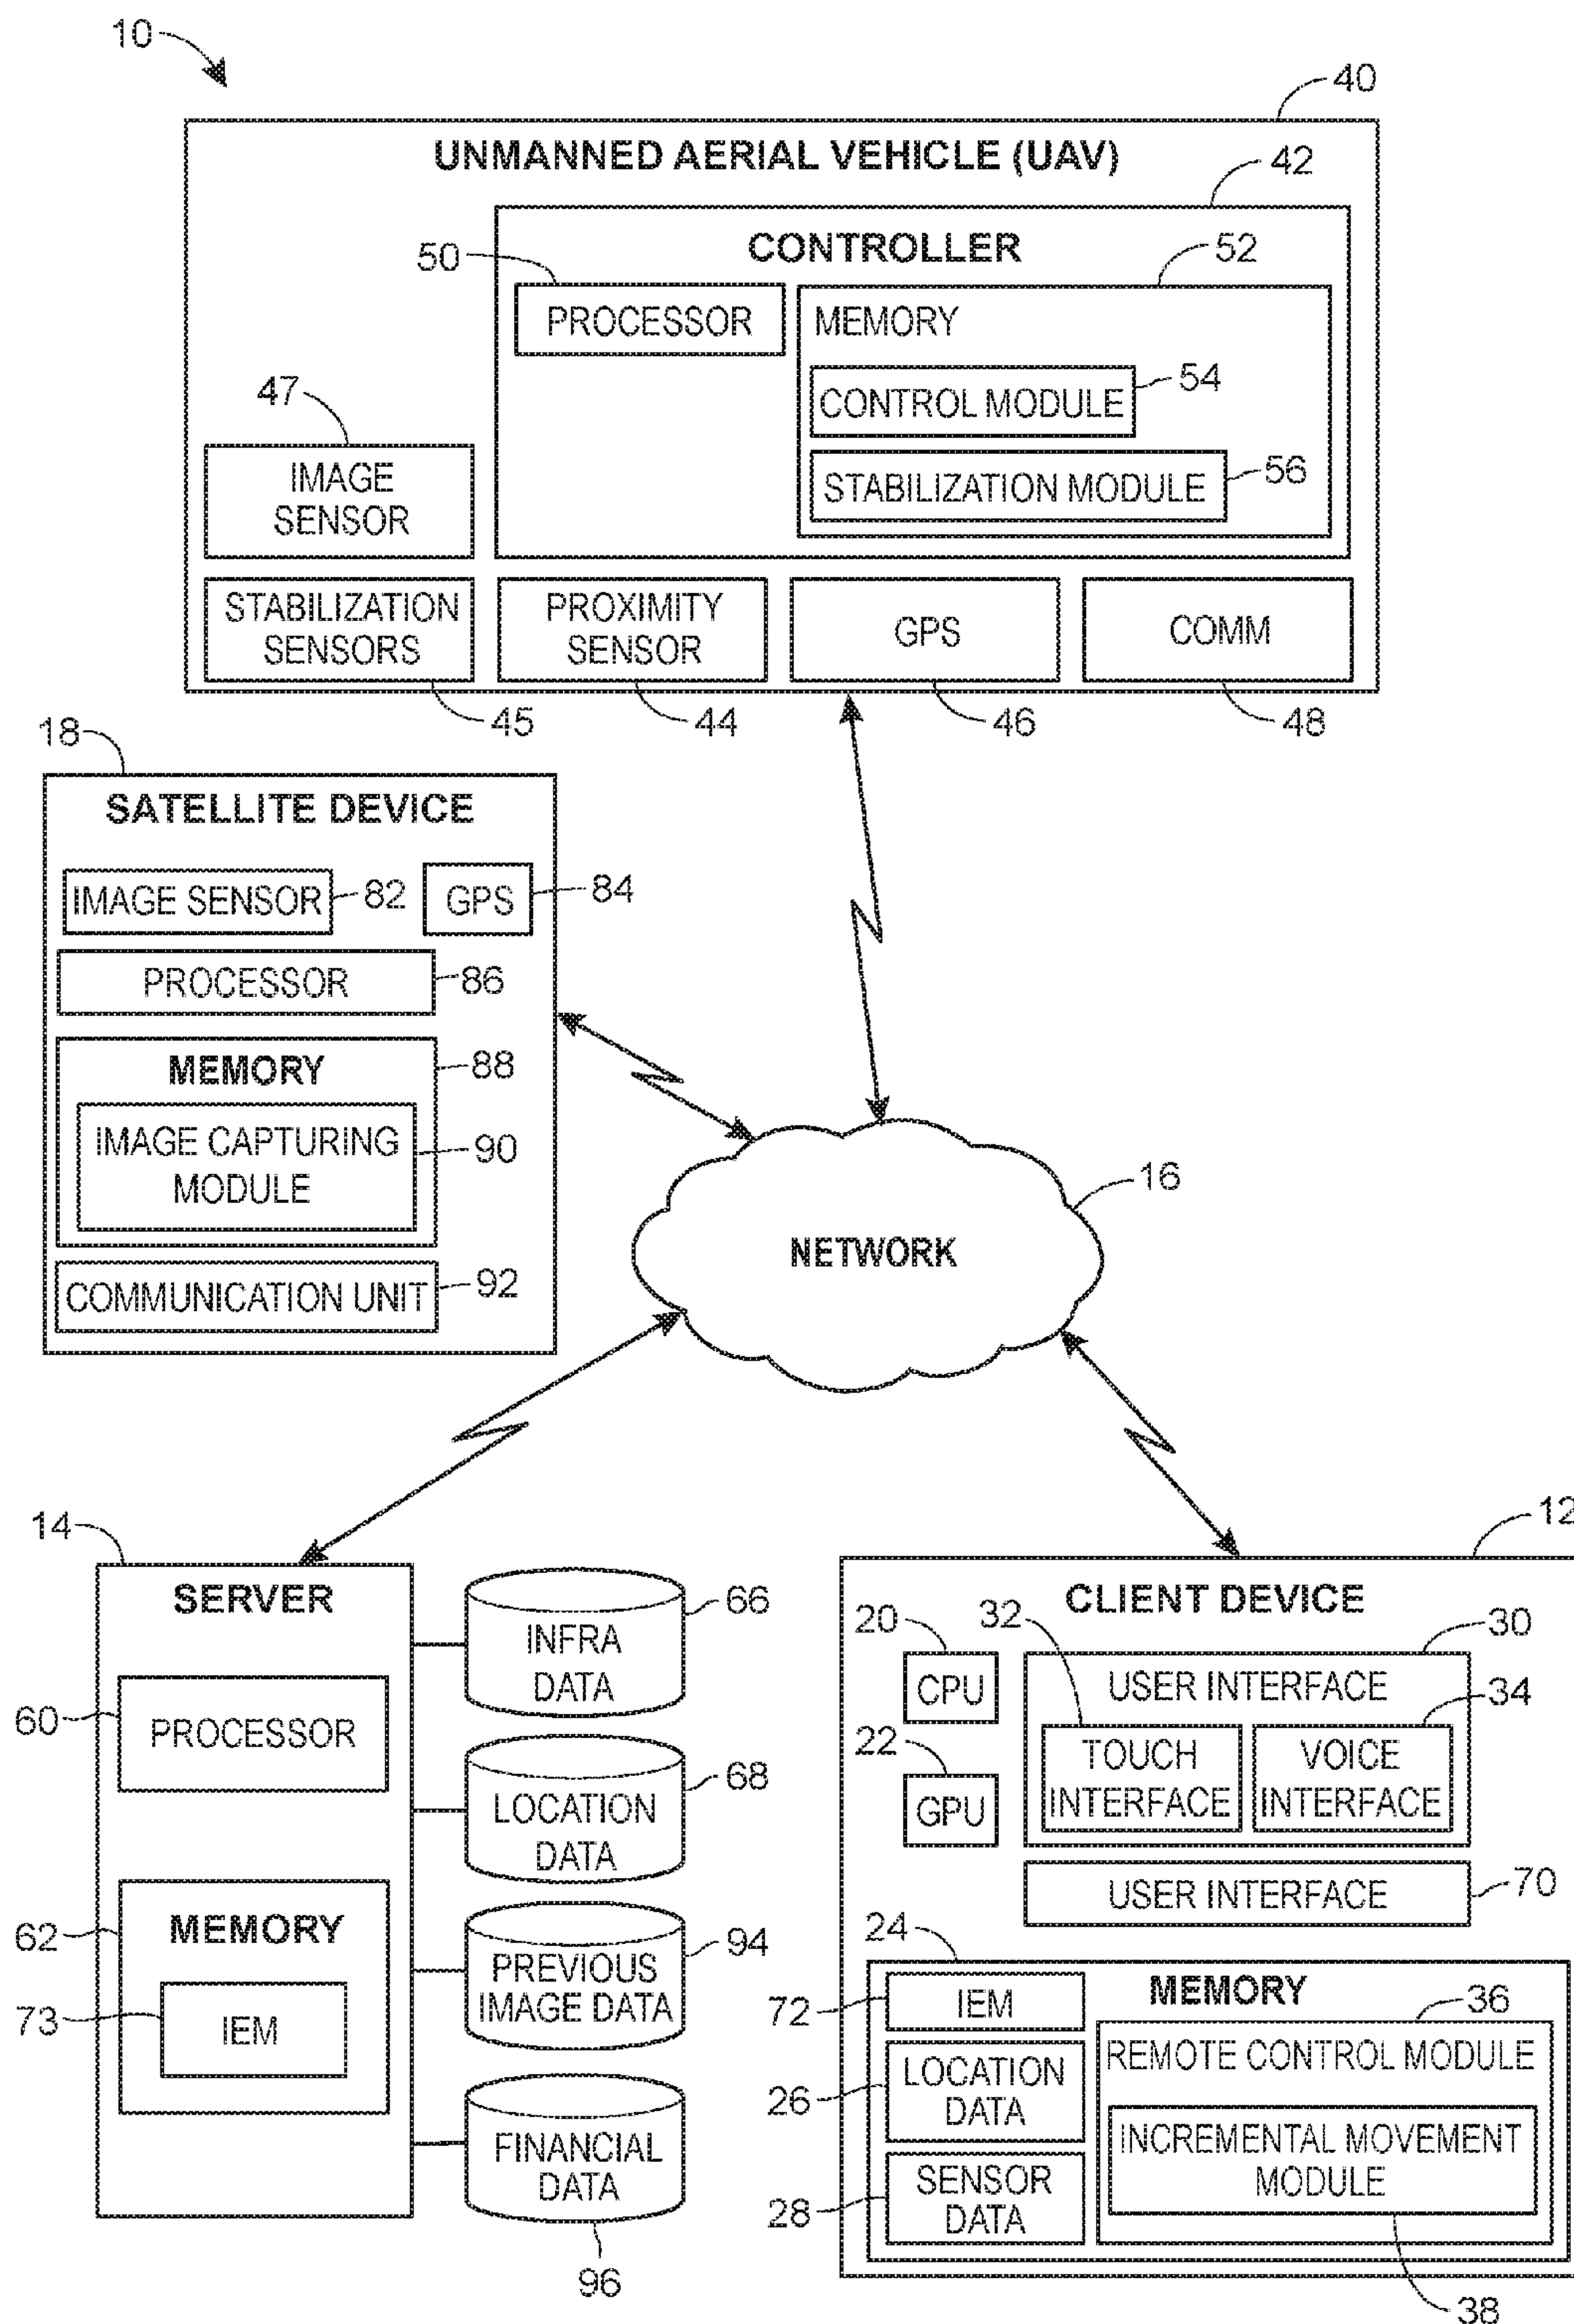 10
40
UNMANNED AERIAL VEHICLE (UAV)
42
CONTROLLER
50
52
PROCESSOR
MEMORY
54
CONTROL MODULE
47
56
STABILIZATION MODULE
IMAGE
SENSOR
STABILIZATION
SENSORS
PROXIMITY
SENSOR
GPS
COMM
45
44
46
48
18
SATELLITE DEVICE
IMAGE SENSOR
82
GPS
84
PROCESSOR
86
MEMORY
88
IMAGE CAPTURING
MODULE
90
COMMUNICATION UNIT
92
16
NETWORK
14
SERVER
60
PROCESSOR
62
MEMORY
73
IEM
INFRA
DATA
66
LOCATION
DATA
68
PREVIOUS
IMAGE DATA
94
FINANCIAL
DATA
96
12
CLIENT DEVICE
20
32
30
CPU
USER INTERFACE
34
22
TOUCH
INTERFACE
VOICE
INTERFACE
GPU
USER INTERFACE
70
24
MEMORY
72
IEM
36
REMOTE CONTROL MODULE
26
LOCATION
DATA
INCREMENTAL MOVEMENT
MODULE
28
SENSOR
DATA
38